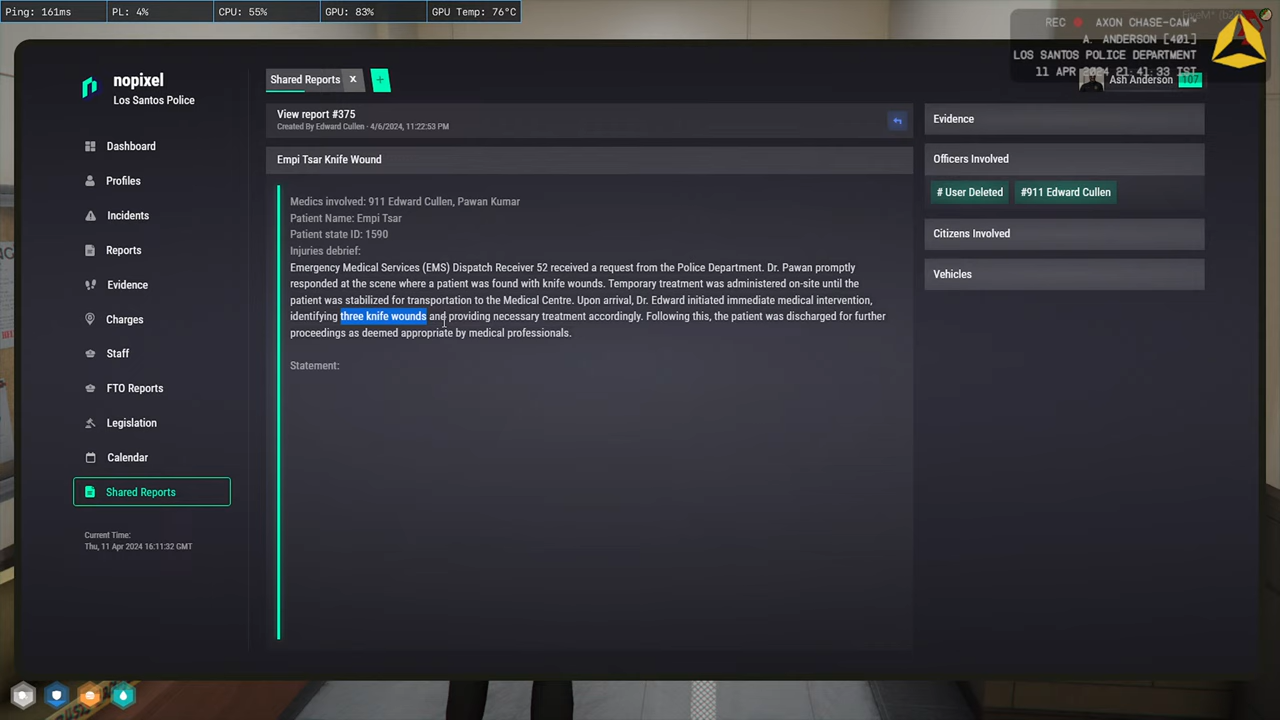 Ping: 161ms
PL: 4%
CPU: 55%
GPU: 83%
GPU Temp: 76°C
REC AXON CHASE-CAM™
A. ANDERSON [401]
LOS SANTOS POLICE DEPARTMENT
11 APR 2024 21:41:33 IST
Ash Anderson 107
nopixel
Los Santos Police
Dashboard
Profiles
Incidents
Reports
Evidence
Charges
Staff
FTO Reports
Legislation
Calendar
Shared Reports
Current Time:
Thu, 11 Apr 2024 16:11:32 GMT
Shared Reports x +
View report #375
Created By Edward Cullen · 4/6/2024, 11:22:53 PM
Empi Tsar Knife Wound
Medics involved: 911 Edward Cullen, Pawan Kumar
Patient Name: Empi Tsar
Patient state ID: 1590
Injuries debrief:
Emergency Medical Services (EMS) Dispatch Receiver 52 received a request from the Police Department. Dr. Pawan promptly
responded at the scene where a patient was found with knife wounds. Temporary treatment was administered on-site until the
patient was stabilized for transportation to the Medical Centre. Upon arrival, Dr. Edward initiated immediate medical intervention,
identifying three knife wounds and providing necessary treatment accordingly. Following this, the patient was discharged for further
proceedings as deemed appropriate by medical professionals.
Statement:
Evidence
Officers Involved
# User Deleted
#911 Edward Cullen
Citizens Involved
Vehicles